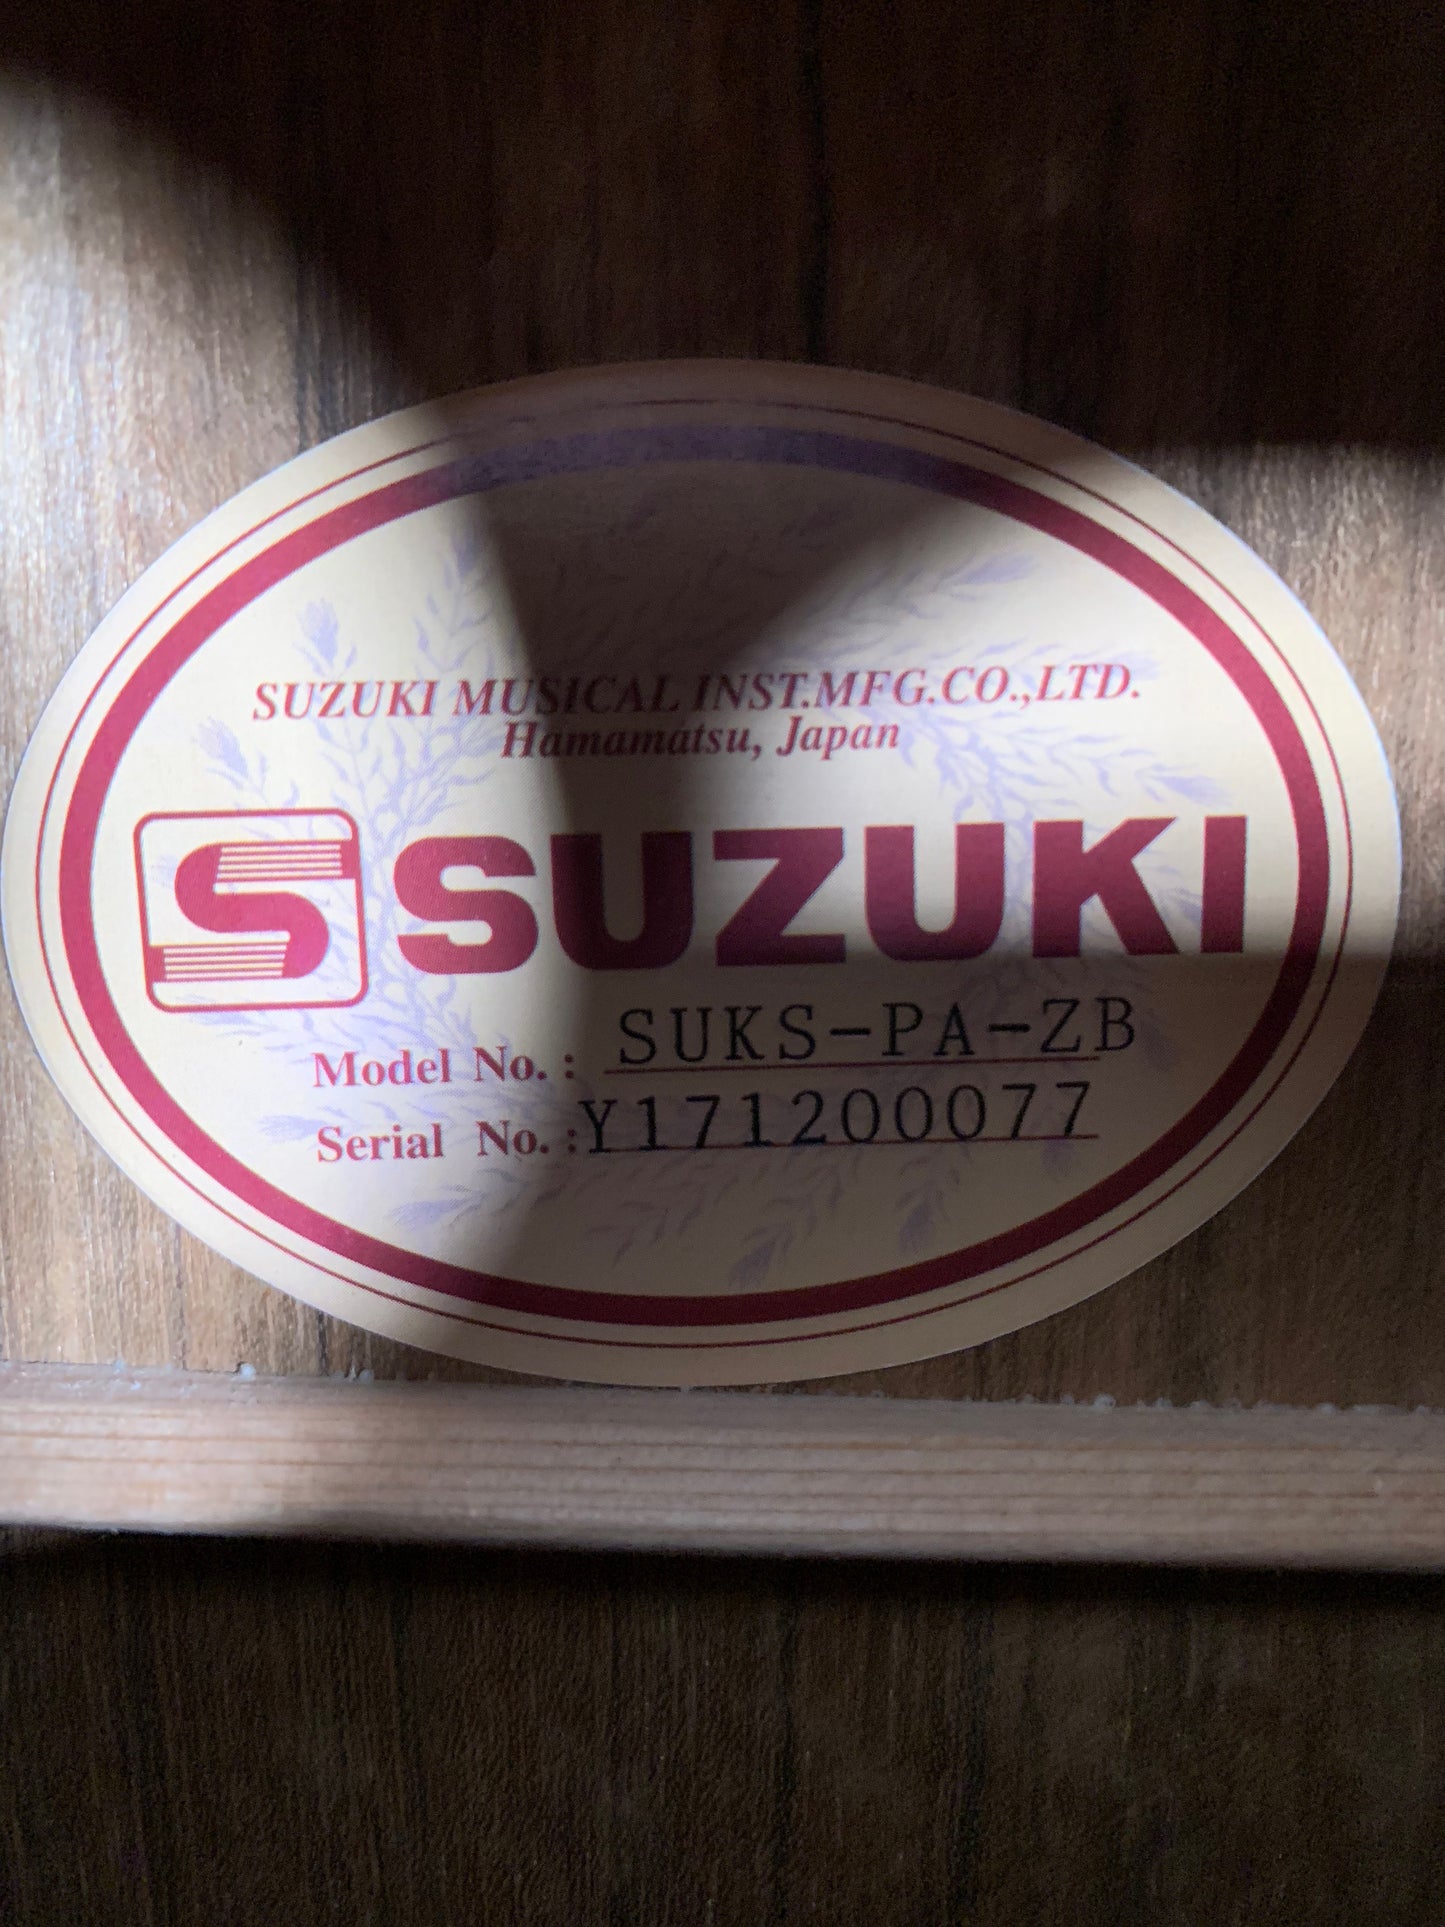 SUZUKI MUSICAL INST.MFG.CO.,LTD.
Hamamatsu, Japan
S SUZUKI
Model No.: SUKS-PA-ZB
Serial No.: Y171200077